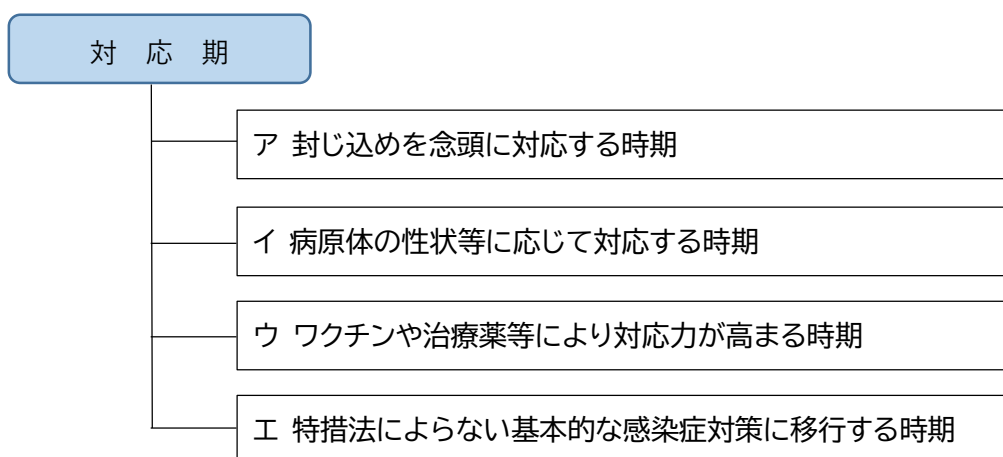 対 応 期
ア 封じ込めを念頭に対応する時期
イ 病原体の性状等に応じて対応する時期
ウ ワクチンや治療薬等により対応力が高まる時期
エ 特措法によらない基本的な感染症対策に移行する時期